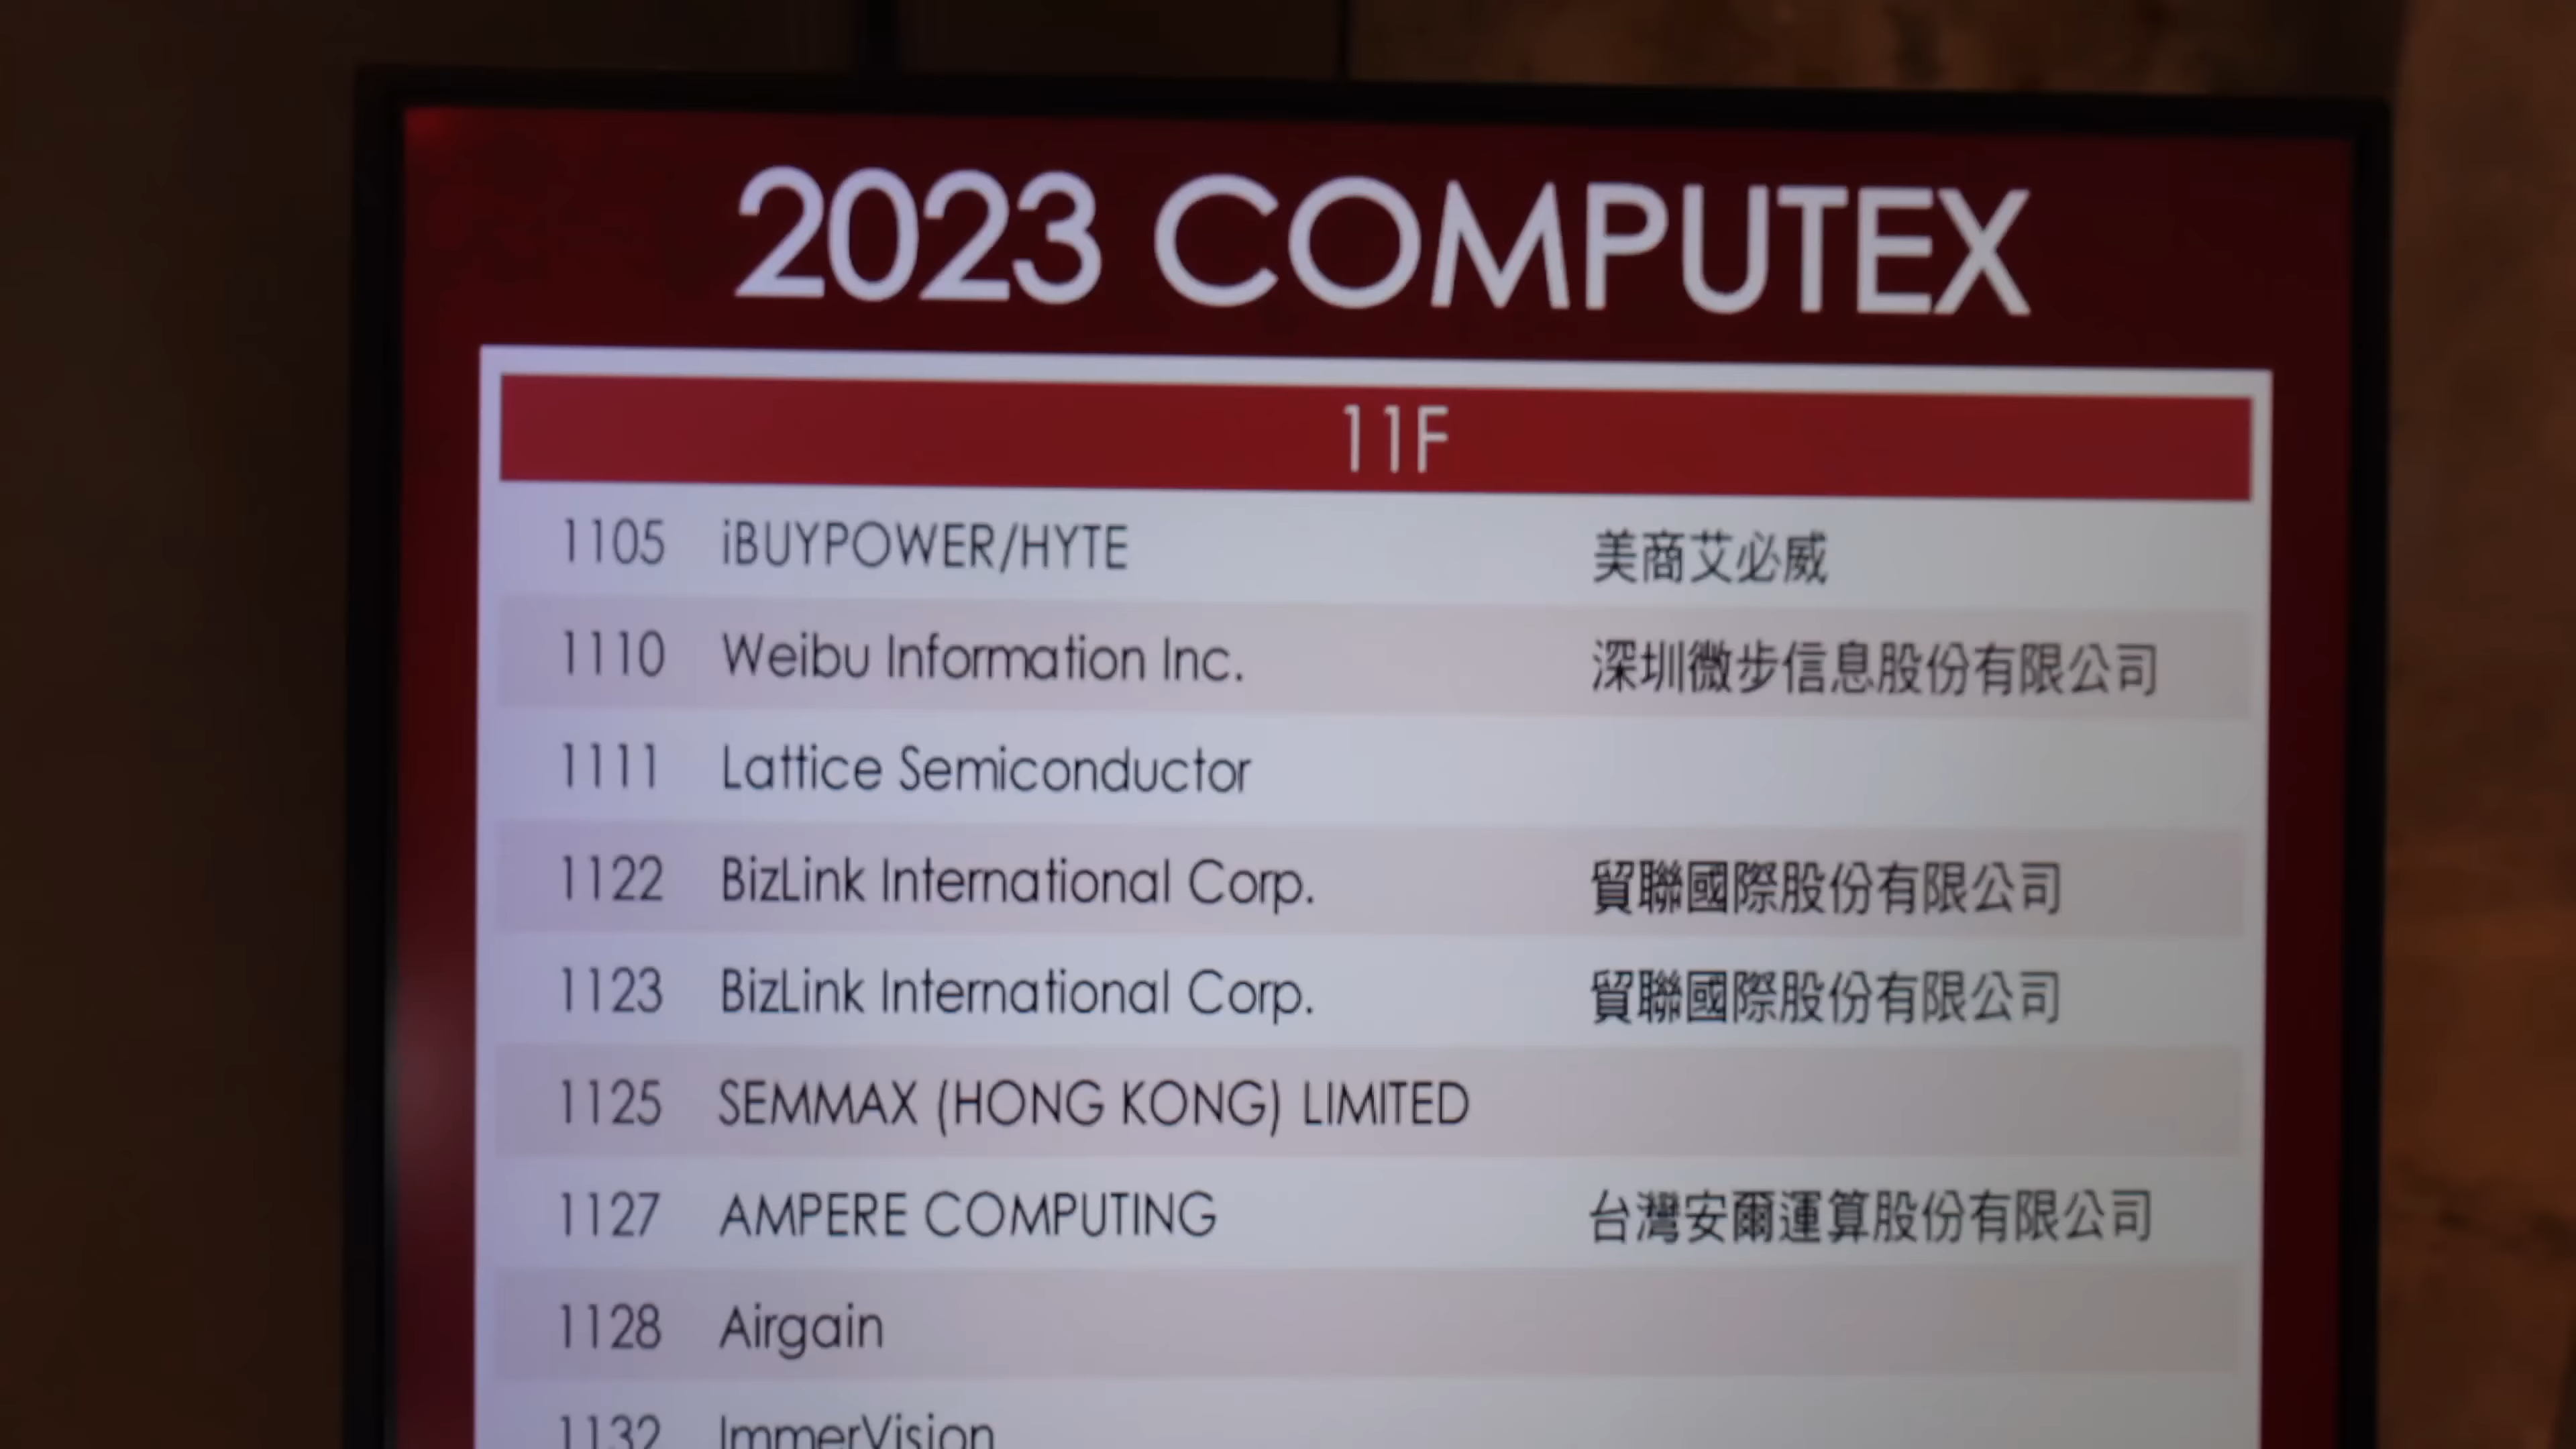 2023 COMPUTEX
11F
1105 iBUYPOWER/HYTE 美商艾必威
1110 Weibu Information Inc. 深圳微步信息股份有限公司
1111 Lattice Semiconductor
1122 BizLink International Corp. 貿聯國際股份有限公司
1123 BizLink International Corp. 貿聯國際股份有限公司
1125 SEMMAX (HONG KONG) LIMITED
1127 AMPERE COMPUTING 台灣安爾運算股份有限公司
1128 Airgain
1132 ImmerVision